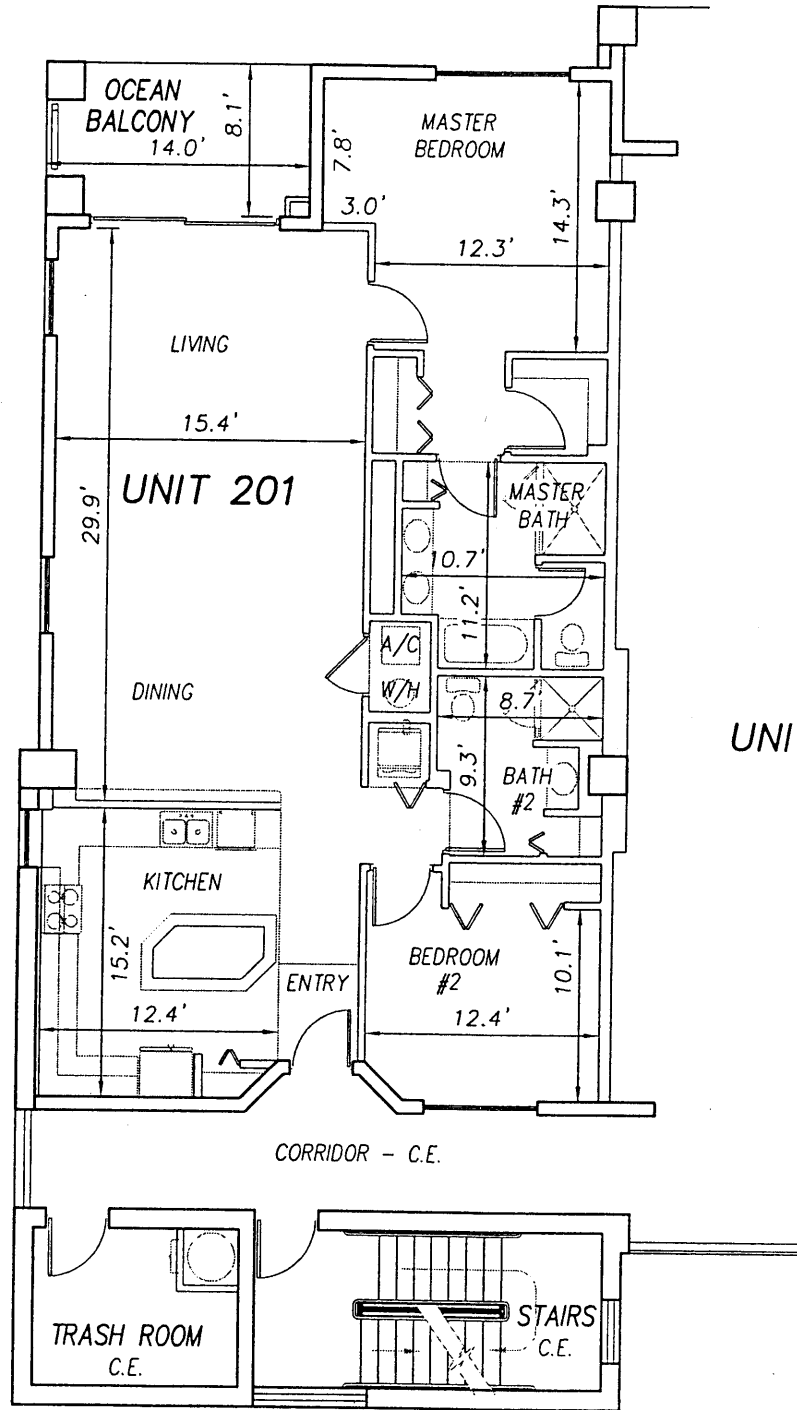 OCEAN
BALCONY
8.1'
14.0'
MASTER
BEDROOM
7.8'
3.0'
14.3'
12.3'
LIVING
15.4'
UNIT 201
29.9'
MASTER
BATH
10.7'
11.2'
A/C
W/H
DINING
8.7'
9.3'
BATH
#2
UNI
KITCHEN
15.2'
12.4'
ENTRY
BEDROOM
#2
10.1'
12.4'
CORRIDOR - C.E.
TRASH ROOM
C.E.
STAIRS
C.E.